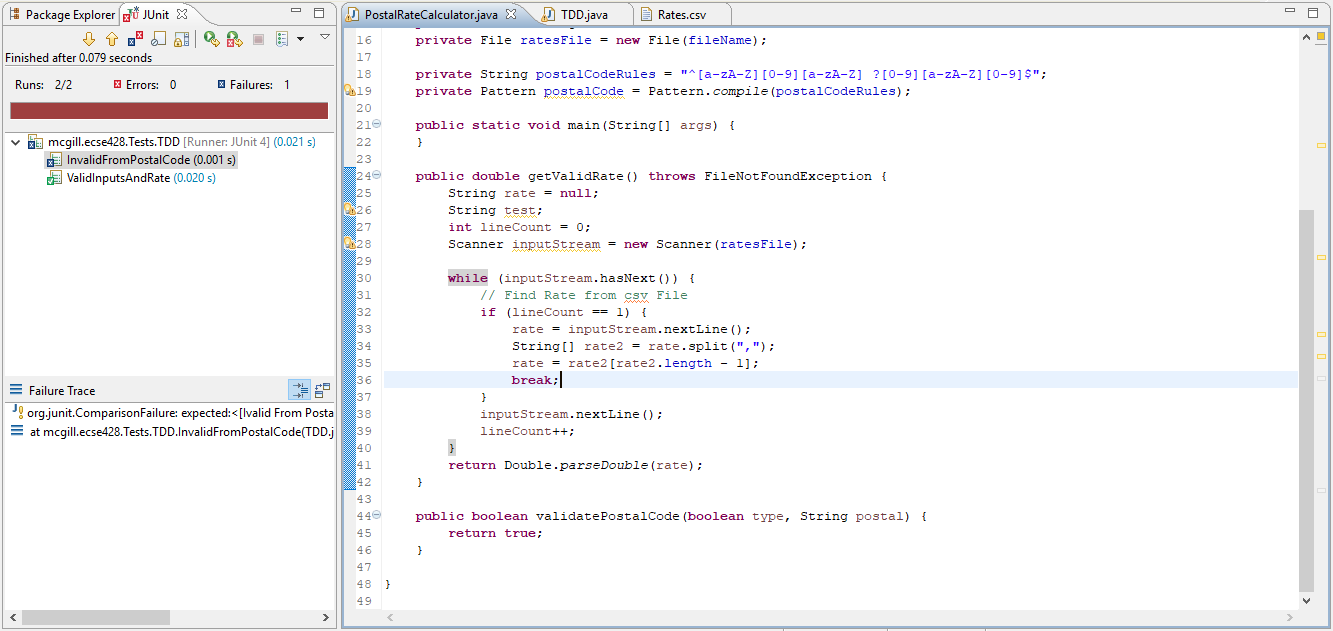 Package Explorer JUnit
Finished after 0.079 seconds
Runs: 2/2 Errors: 0 Failures: 1
mcgill.ecse428.Tests.TDD [Runner: JUnit 4] (0.021 s)
InvalidFromPostalCode (0.001 s)
ValidInputsAndRate (0.020 s)
Failure Trace
org.junit.ComparisonFailure: expected:<[Ivalid From Posta
at mcgill.ecse428.Tests.TDD.InvalidFromPostalCode(TDD.j
PostalRateCalculator.java TDD.java Rates.csv
16 private File ratesFile = new File(fileName);
17
18 private String postalCodeRules = "^[a-zA-Z][0-9][a-zA-Z] ?[0-9][a-zA-Z][0-9]$";
19 private Pattern postalCode = Pattern.compile(postalCodeRules);
20
21 public static void main(String[] args) {
22 }
23
24 public double getValidRate() throws FileNotFoundException {
25 String rate = null;
26 String test;
27 int lineCount = 0;
28 Scanner inputStream = new Scanner(ratesFile);
29
30 while (inputStream.hasNext()) {
31 // Find Rate from csv File
32 if (lineCount == 1) {
33 rate = inputStream.nextLine();
34 String[] rate2 = rate.split(",");
35 rate = rate2[rate2.length - 1];
36 break;
37 }
38 inputStream.nextLine();
39 lineCount++;
40 }
41 return Double.parseDouble(rate);
42 }
43
44 public boolean validatePostalCode(boolean type, String postal) {
45 return true;
46 }
47
48 }
49